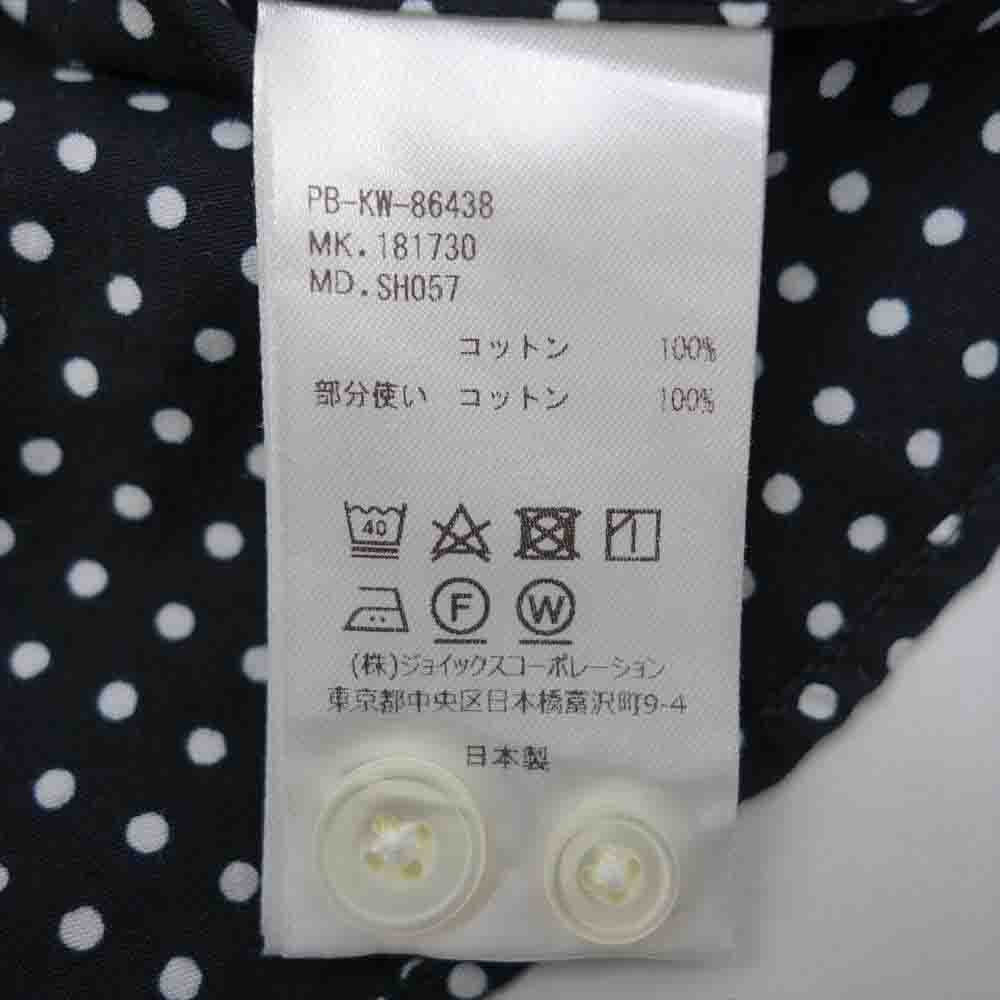 PB-KW-86438
MK.181730
MD.SH057
コットン 100%
部分使い コットン 100%
40
F W
(株)ジョイックスコーポレーション
東京都中央区日本橋富沢町9-4
日本製